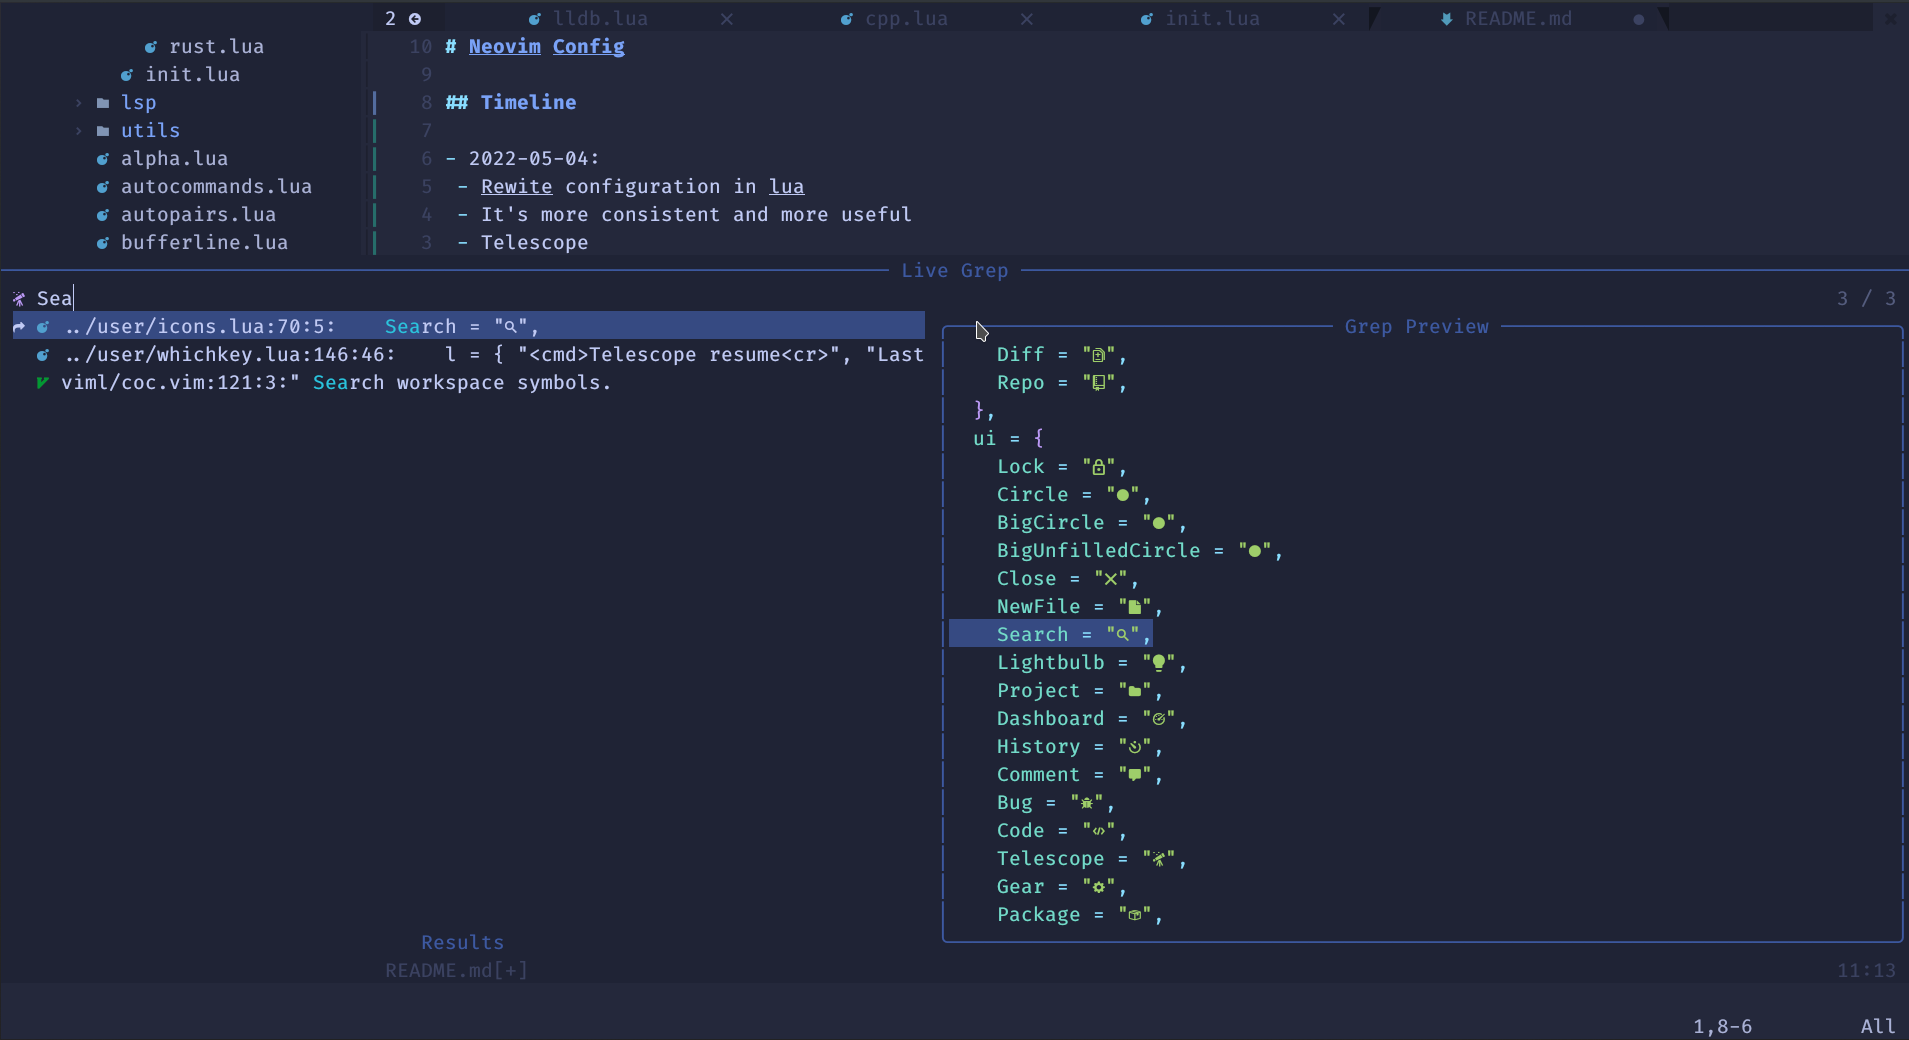 2 lldb.lua cpp.lua init.lua README.md
rust.lua
init.lua
lsp
utils
alpha.lua
autocommands.lua
autopairs.lua
bufferline.lua
10 # Neovim Config
9
8 ## Timeline
7
6 - 2022-05-04:
5 - Rewite configuration in lua
4 - It's more consistent and more useful
3 - Telescope
Live Grep
Sea
3 / 3
../user/icons.lua:70:5: Search = "",
../user/whichkey.lua:146:46: l = { "<cmd>Telescope resume<cr>", "Last
viml/coc.vim:121:3:" Search workspace symbols.
Results
Grep Preview
Diff = "",
Repo = "",
},
ui = {
Lock = "",
Circle = "●",
BigCircle = "●",
BigUnfilledCircle = "●",
Close = "×",
NewFile = "",
Search = "",
Lightbulb = "",
Project = "",
Dashboard = "",
History = "",
Comment = "",
Bug = "",
Code = "</>",
Telescope = "",
Gear = "",
Package = "",
README.md[+]
11:13
1,8-6 All